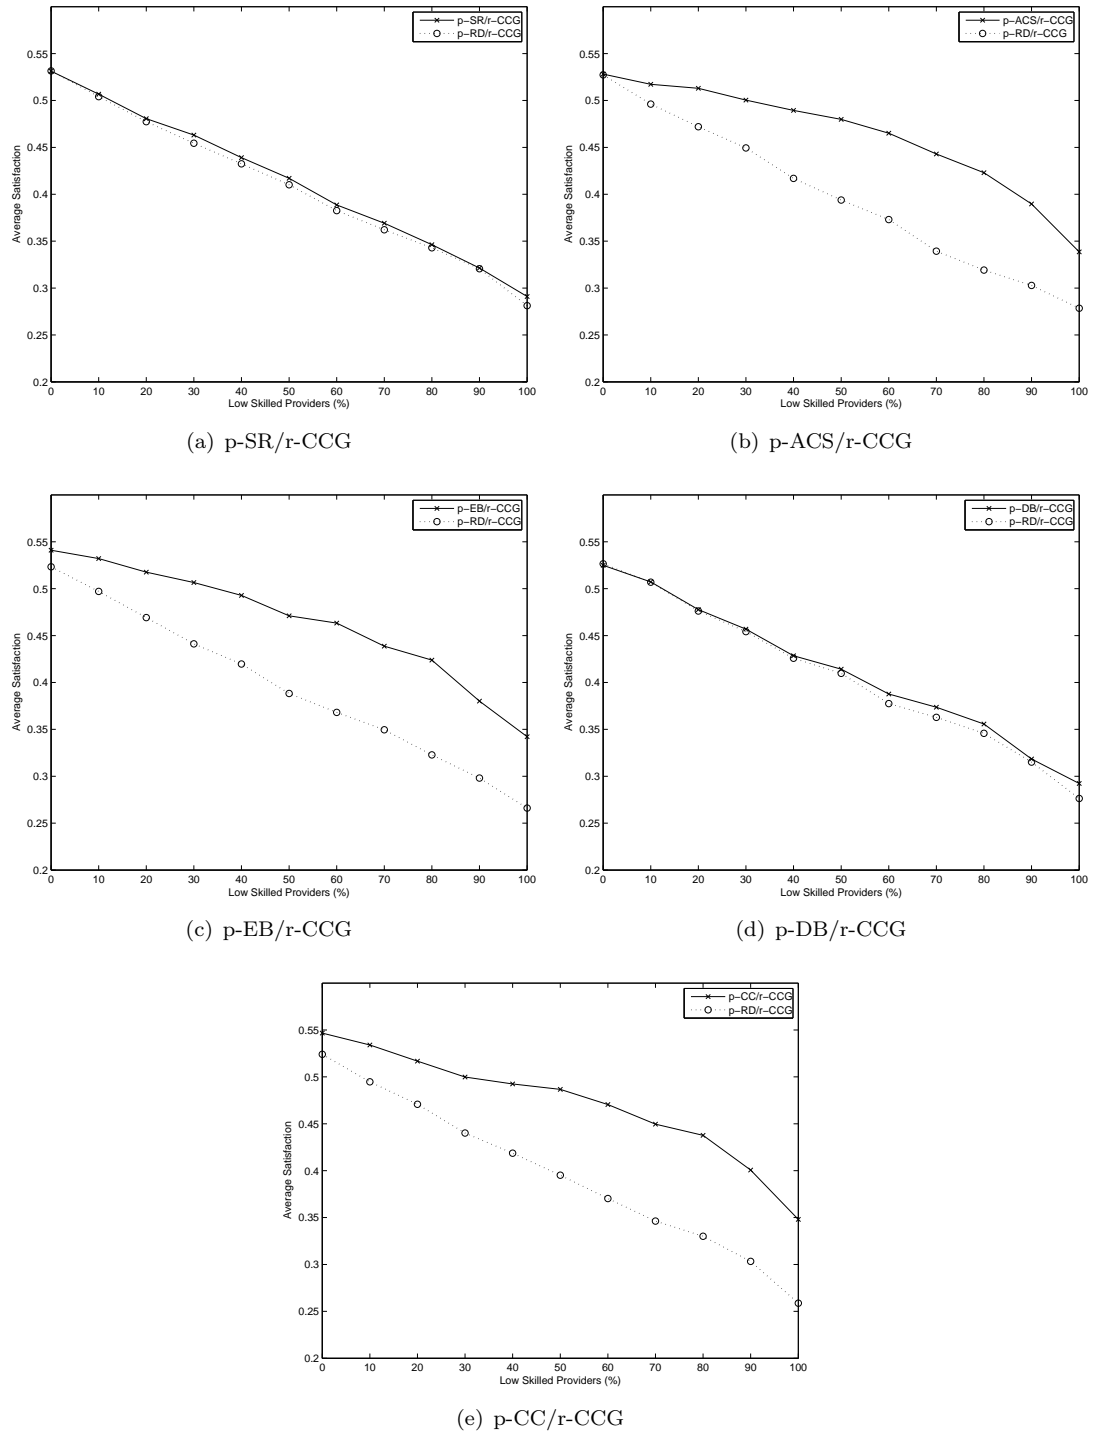 p−SR/r−CCG
p−RD/r−CCG
0.55
0.5
0.45
0.4
0.35
0.3
0.25
0.2
Average Satisfaction
0 10 20 30 40 50 60 70 80 90 100
Low Skilled Providers (%)
(a) p-SR/r-CCG
p−ACS/r−CCG
p−RD/r−CCG
0.55
0.5
0.45
0.4
0.35
0.3
0.25
0.2
Average Satisfaction
0 10 20 30 40 50 60 70 80 90 100
Low Skilled Providers (%)
(b) p-ACS/r-CCG
p−EB/r−CCG
p−RD/r−CCG
0.55
0.5
0.45
0.4
0.35
0.3
0.25
0.2
Average Satisfaction
0 10 20 30 40 50 60 70 80 90 100
Low Skilled Providers (%)
(c) p-EB/r-CCG
p−DB/r−CCG
p−RD/r−CCG
0.55
0.5
0.45
0.4
0.35
0.3
0.25
0.2
Average Satisfaction
0 10 20 30 40 50 60 70 80 90 100
Low Skilled Providers (%)
(d) p-DB/r-CCG
p−CC/r−CCG
p−RD/r−CCG
0.55
0.5
0.45
0.4
0.35
0.3
0.25
0.2
Average Satisfaction
0 10 20 30 40 50 60 70 80 90 100
Low Skilled Providers (%)
(e) p-CC/r-CCG